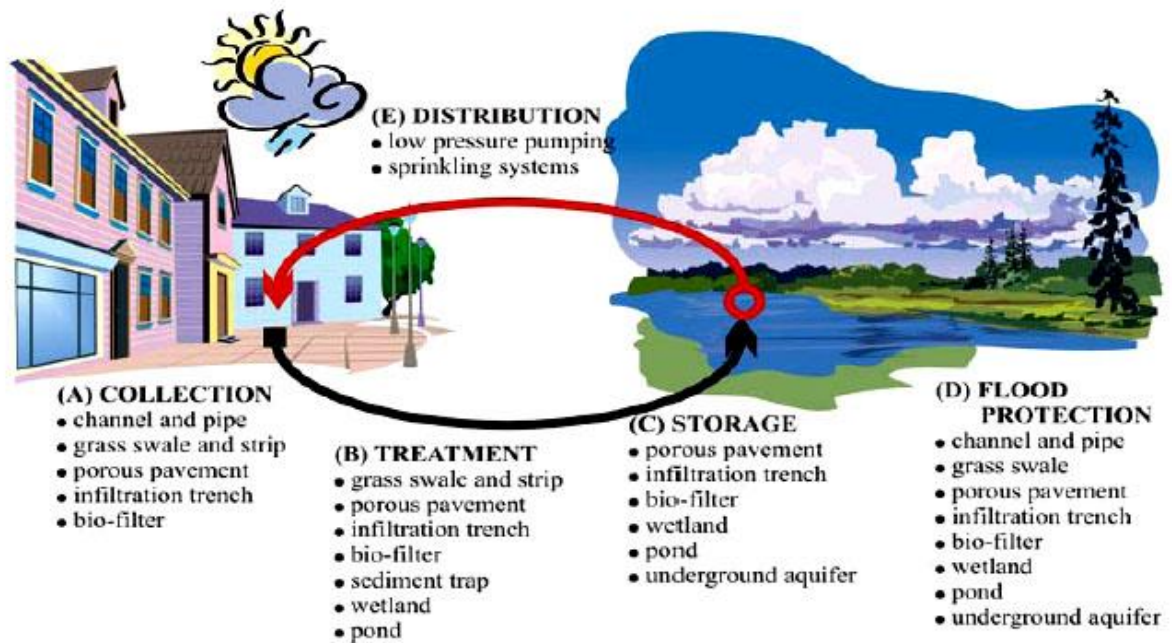 (E) DISTRIBUTION
• low pressure pumping
• sprinkling systems
(A) COLLECTION
• channel and pipe
• grass swale and strip
• porous pavement
• infiltration trench
• bio-filter
(B) TREATMENT
• grass swale and strip
• porous pavement
• infiltration trench
• bio-filter
• sediment trap
• wetland
• pond
(C) STORAGE
• porous pavement
• infiltration trench
• bio-filter
• wetland
• pond
• underground aquifer
(D) FLOOD
PROTECTION
• channel and pipe
• grass swale
• porous pavement
• infiltration trench
• bio-filter
• wetland
• pond
• underground aquifer